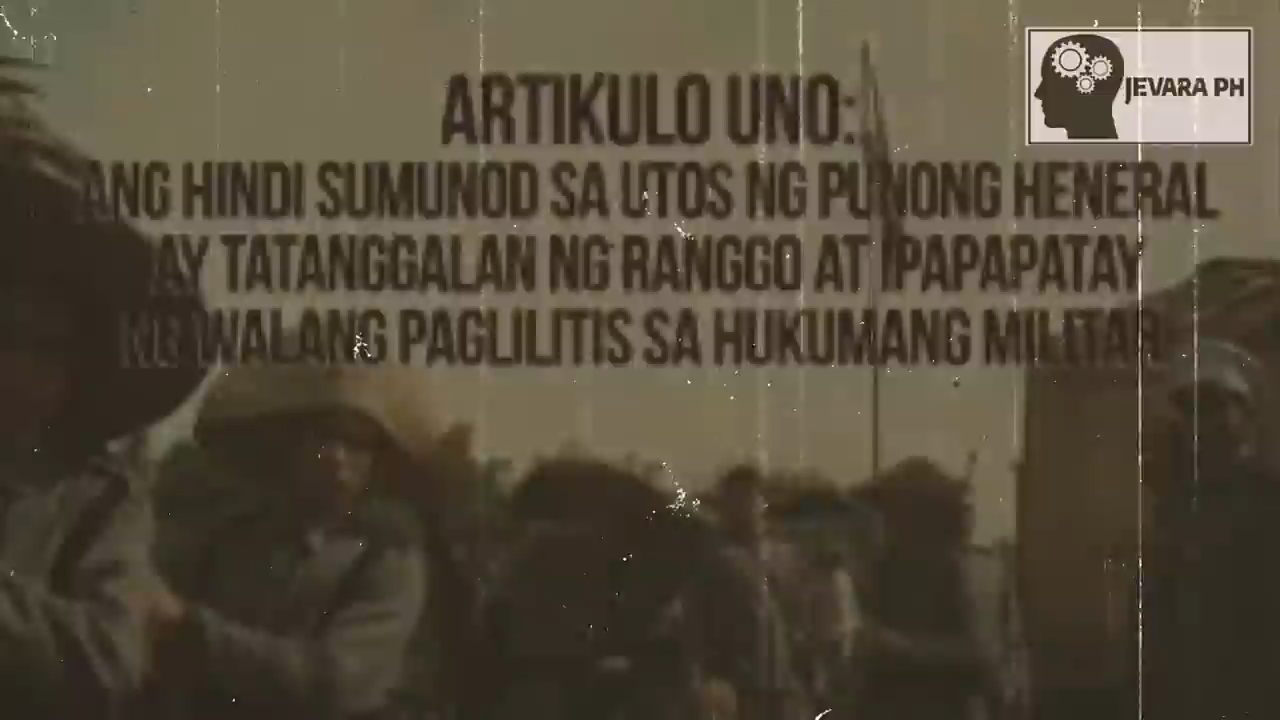 ARTIKULO UNO:
ANG HINDI SUMUNOD SA UTOS NG PUNONG HENERAL
AY TATANGGALAN NG RANGGO AT IPAPAPATAY
NG WALANG PAGLILITIS SA HUKUMANG MILITAR
JEVARA PH